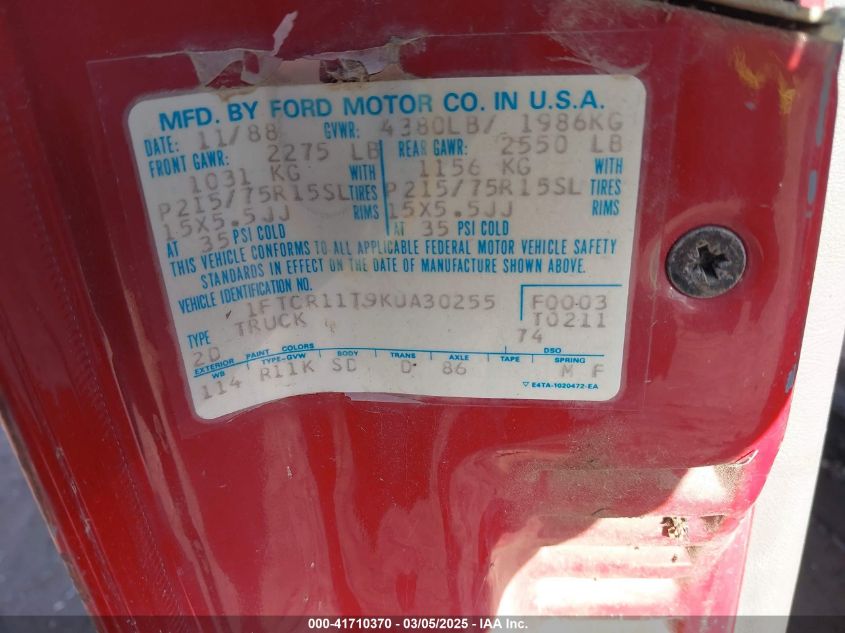 MFD. BY FORD MOTOR CO. IN U.S.A.
DATE: 11/88 GVWR: 4380LB/ 1986KG
FRONT GAWR: 2275 LB REAR GAWR: 2550 LB
1031 KG WITH 1156 KG WITH
P215/75R15SL TIRES P215/75R15SL TIRES
15X5.5JJ RIMS 15X5.5JJ RIMS
AT 35 PSI COLD AT 35 PSI COLD
THIS VEHICLE CONFORMS TO ALL APPLICABLE FEDERAL MOTOR VEHICLE SAFETY
STANDARDS IN EFFECT ON THE DATE OF MANUFACTURE SHOWN ABOVE.
VEHICLE IDENTIFICATION NO.
1FTCR11T9KUA30255 F0003
TYPE TRUCK T0211
2D 74
EXTERIOR PAINT COLORS DSO
WB TYPE-GVW BODY TRANS AXLE TAPE SPRING
114 R11K SD D 86 M F
▽ E4TA-1020472-EA
000-41710370 - 03/05/2025 - IAA Inc.